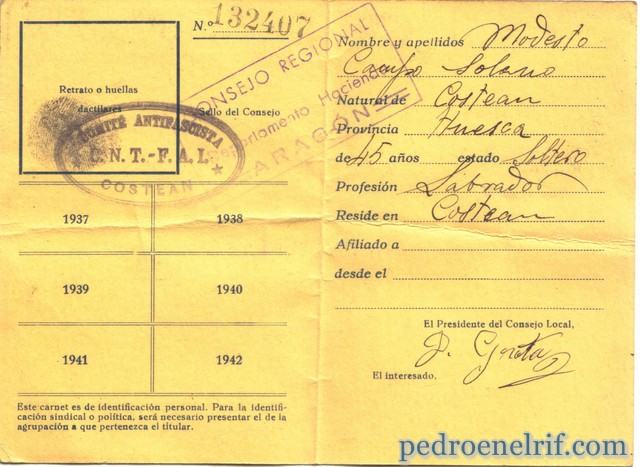 N.º 132407
Retrato o huellas
dactilares
Sello del Consejo
CONSEJO REGIONAL
Departamento Hacienda
ARAGÓN
COMITÉ ANTIFASCISTA
C.N.T.-F.A.I.
COSTEAN
1937 1938
1939 1940
1941 1942
Este carnet es de identificación personal. Para la identifi-
cación sindical o política, será necesario presentar el de la
agrupación a que pertenezca el titular.
Nombre y apellidos Modesto
Campo Solano
Natural de Costean
Provincia Huesca
de 45 años estado Soltero
Profesión Labrador
Reside en Costean
Afiliado a
desde el
El Presidente del Consejo Local,
El interesado,
pedroenelrif.com